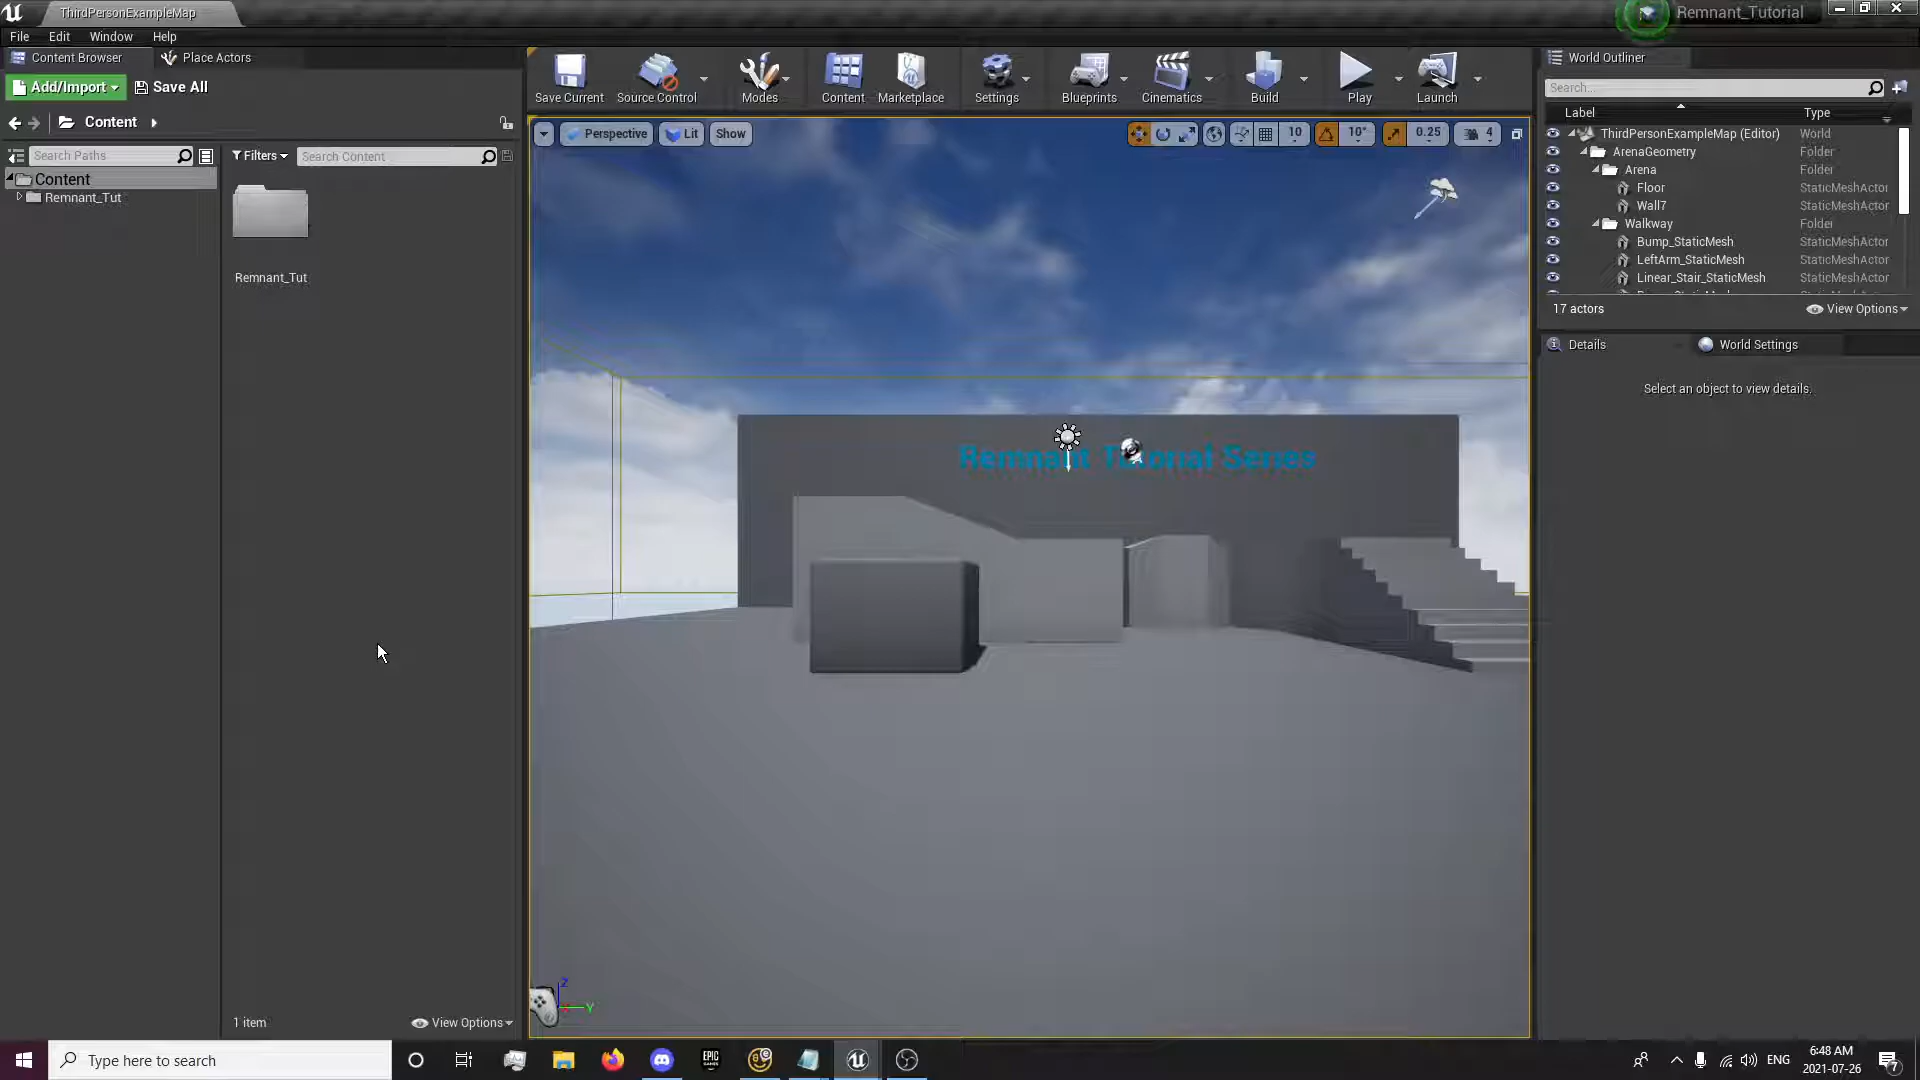 ThirdPersonExampleMap
Remnant_Tutorial
File Edit Window Help
Content Browser
Place Actors
Add/Import
Save All
Content
Search Paths
Filters
Search Content
Content
Remnant_Tut
Remnant_Tut
1 item
View Options
Save Current
Source Control
Modes
Content
Marketplace
Settings
Blueprints
Cinematics
Build
Play
Launch
Perspective
Lit
Show
10
10°
0.25
4
Remnant Tutorial Series
Z
Y
World Outliner
Search...
Label
Type
ThirdPersonExampleMap (Editor) World
ArenaGeometry Folder
Arena Folder
Floor StaticMeshActor
Wall7 StaticMeshActor
Walkway Folder
Bump_StaticMesh StaticMeshActor
LeftArm_StaticMesh StaticMeshActor
Linear_Stair_StaticMesh StaticMeshActor
17 actors
View Options
Details
World Settings
Select an object to view details.
Type here to search
EPIC
GAMES
ENG
6:48 AM
2021-07-26
7